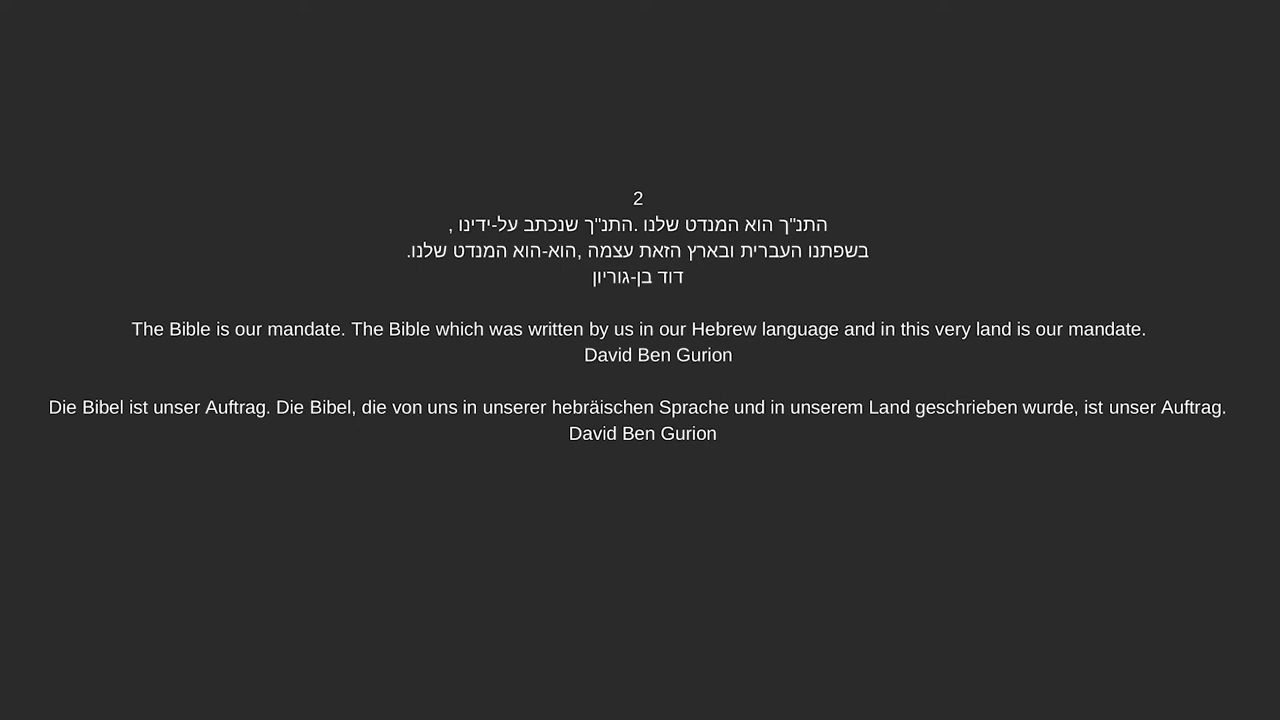 2
התנ"ך הוא המנדט שלנו .התנ"ך שנכתב על-ידינו ,
בשפתנו העברית ובארץ הזאת עצמה ,הוא-הוא המנדט שלנו.
דוד בן-גוריון
The Bible is our mandate. The Bible which was written by us in our Hebrew language and in this very land is our mandate.
David Ben Gurion
Die Bibel ist unser Auftrag. Die Bibel, die von uns in unserer hebräischen Sprache und in unserem Land geschrieben wurde, ist unser Auftrag.
David Ben Gurion